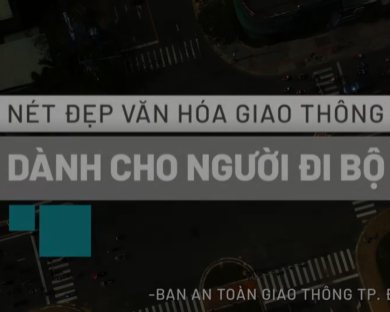 NÉT ĐẸP VĂN HÓA GIAO THÔNG
DÀNH CHO NGƯỜI ĐI BỘ
-BAN AN TOÀN GIAO THÔNG TP.